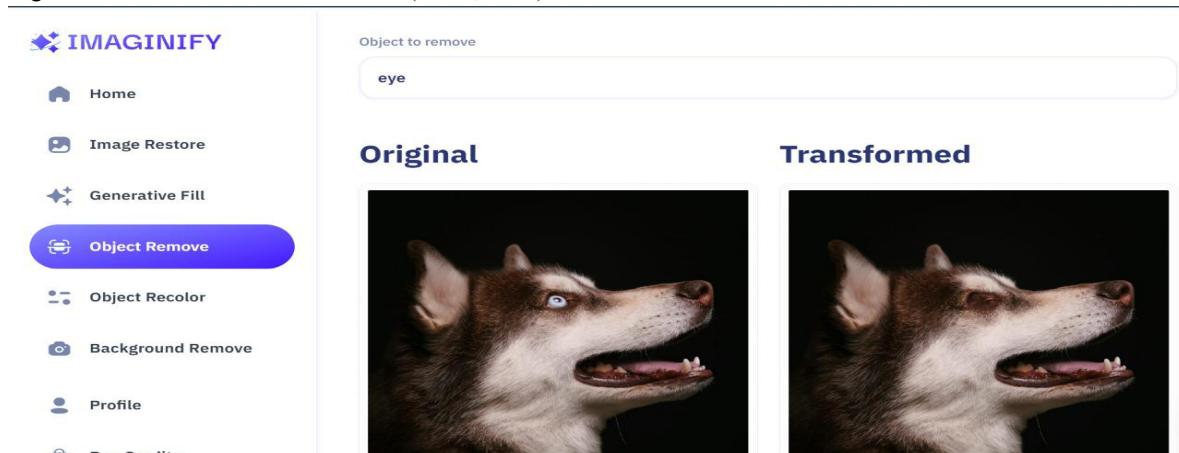 IMAGINIFY
Home
Image Restore
Generative Fill
Object Remove
Object Recolor
Background Remove
Profile
Object to remove
eye
Original
Transformed